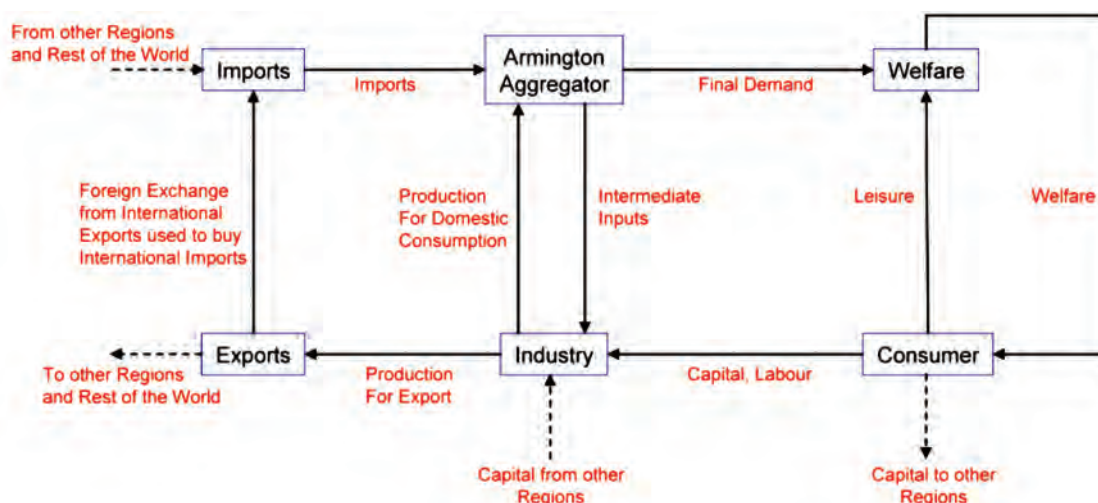 From other Regions
and Rest of the World
Imports
Imports
Armington
Aggregator
Final Demand
Welfare
Foreign Exchange
from International
Exports used to buy
International Imports
Production
For Domestic
Consumption
Intermediate
Inputs
Leisure
Welfare
Exports
To other Regions
and Rest of the World
Production
For Export
Industry
Capital, Labour
Consumer
Capital from other
Regions
Capital to other
Regions